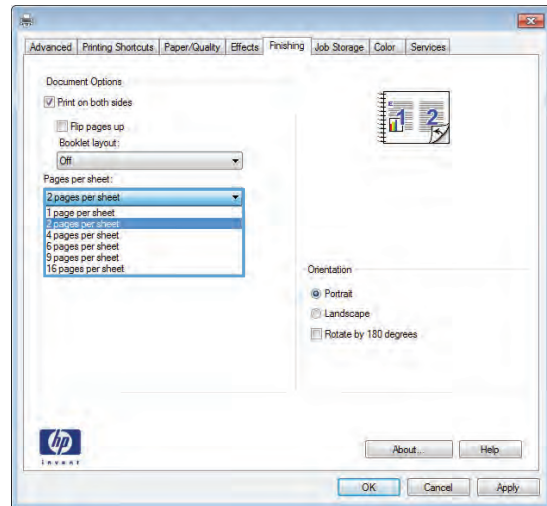 Advanced Printing Shortcuts Paper/Quality Effects Finishing Job Storage Color Services
Document Options
Print on both sides
Flip pages up
Booklet layout:
Off
Pages per sheet:
2 pages per sheet
1 page per sheet
2 pages per sheet
4 pages per sheet
6 pages per sheet
9 pages per sheet
16 pages per sheet
1 2
Orientation
Portrait
Landscape
Rotate by 180 degrees
hp
invent
About... Help
OK Cancel Apply